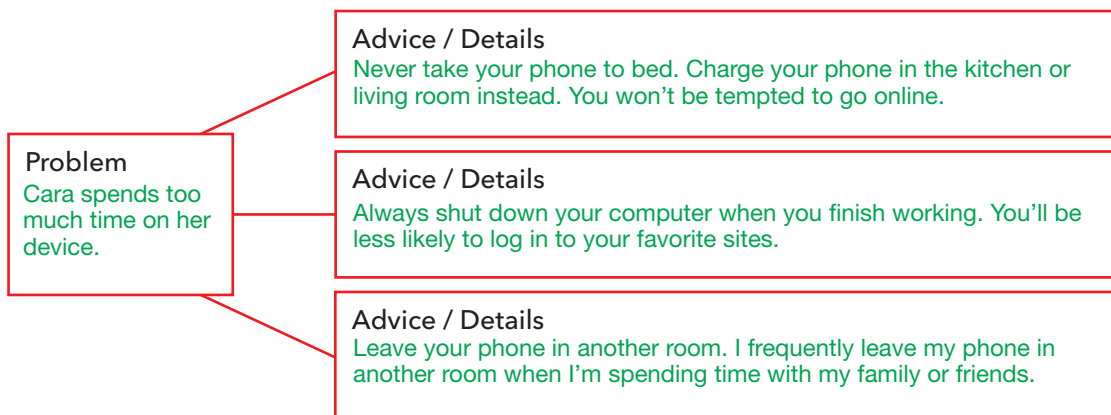 Advice / Details
Never take your phone to bed. Charge your phone in the kitchen or
living room instead. You won’t be tempted to go online.
Problem
Cara spends too
much time on her
device.
Advice / Details
Always shut down your computer when you finish working. You’ll be
less likely to log in to your favorite sites.
Advice / Details
Leave your phone in another room. I frequently leave my phone in
another room when I’m spending time with my family or friends.